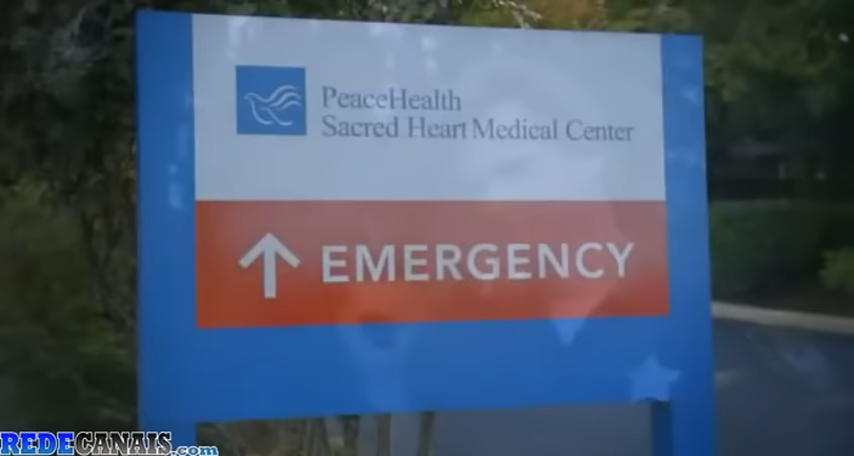 PeaceHealth
Sacred Heart Medical Center
↑ EMERGENCY
REDECANAIS.com